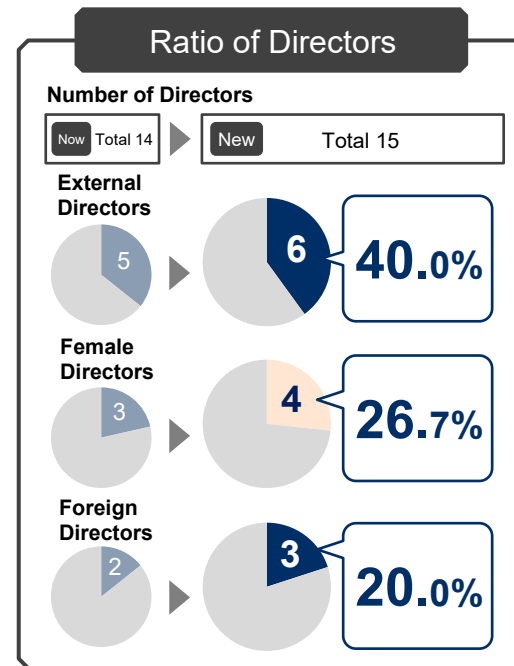 Ratio of Directors
Number of Directors
Now Total 14
New Total 15
External
Directors
5
6
40.0%
Female
Directors
3
4
26.7%
Foreign
Directors
2
3
20.0%